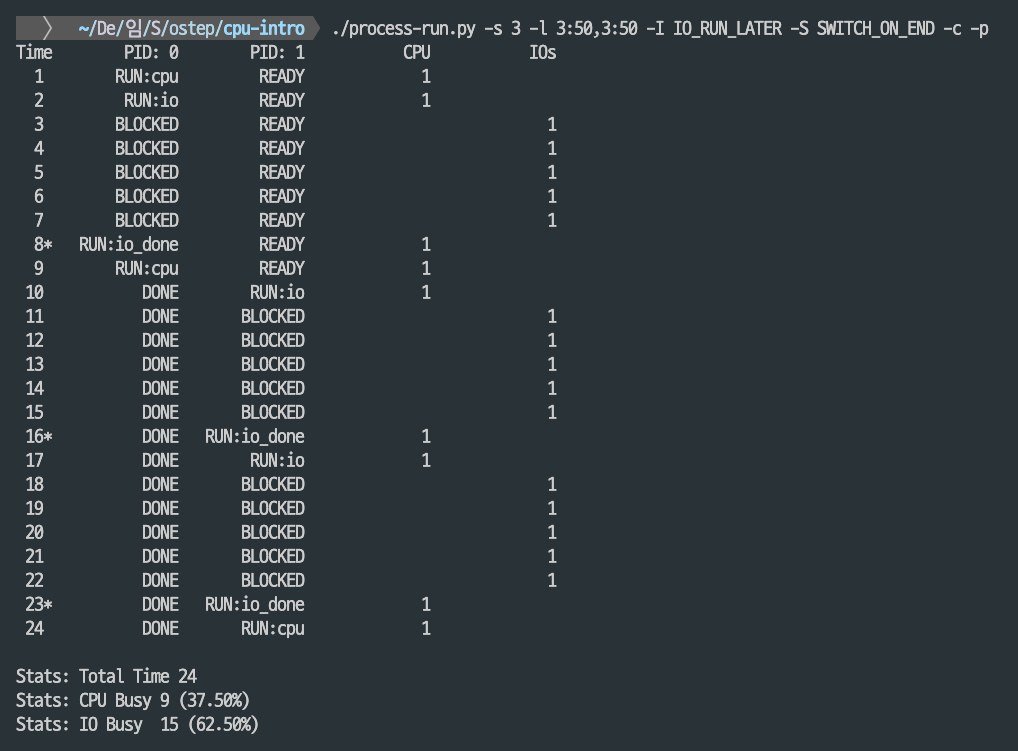 ~/De/임/S/ostep/cpu-intro ./process-run.py -s 3 -l 3:50,3:50 -I IO_RUN_LATER -S SWITCH_ON_END -c -p
Time PID: 0 PID: 1 CPU IOs
1 RUN:cpu READY 1
2 RUN:io READY 1
3 BLOCKED READY 1
4 BLOCKED READY 1
5 BLOCKED READY 1
6 BLOCKED READY 1
7 BLOCKED READY 1
8* RUN:io_done READY 1
9 RUN:cpu READY 1
10 DONE RUN:io 1
11 DONE BLOCKED 1
12 DONE BLOCKED 1
13 DONE BLOCKED 1
14 DONE BLOCKED 1
15 DONE BLOCKED 1
16* DONE RUN:io_done 1
17 DONE RUN:io 1
18 DONE BLOCKED 1
19 DONE BLOCKED 1
20 DONE BLOCKED 1
21 DONE BLOCKED 1
22 DONE BLOCKED 1
23* DONE RUN:io_done 1
24 DONE RUN:cpu 1
Stats: Total Time 24
Stats: CPU Busy 9 (37.50%)
Stats: IO Busy 15 (62.50%)